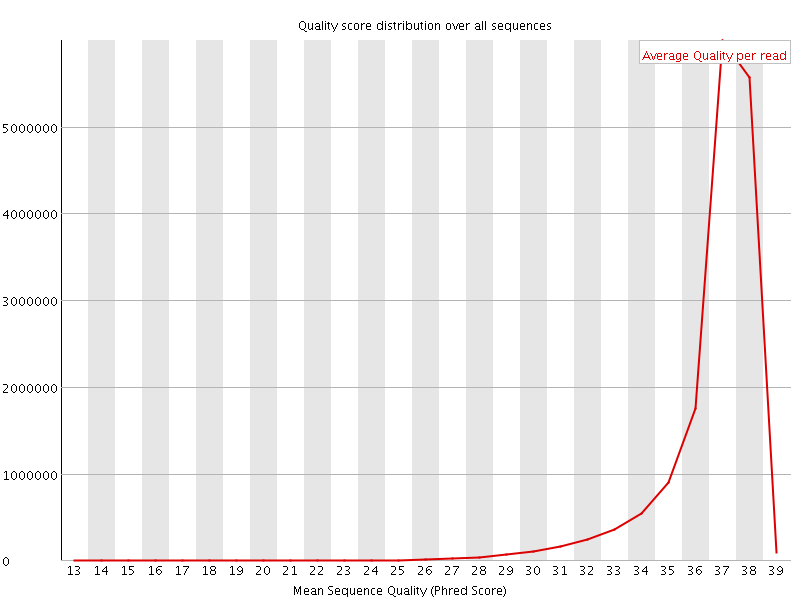 Quality score distribution over all sequences
Average Quality per read
5000000
4000000
3000000
2000000
1000000
0
13 14 15 16 17 18 19 20 21 22 23 24 25 26 27 28 29 30 31 32 33 34 35 36 37 38 39
Mean Sequence Quality (Phred Score)